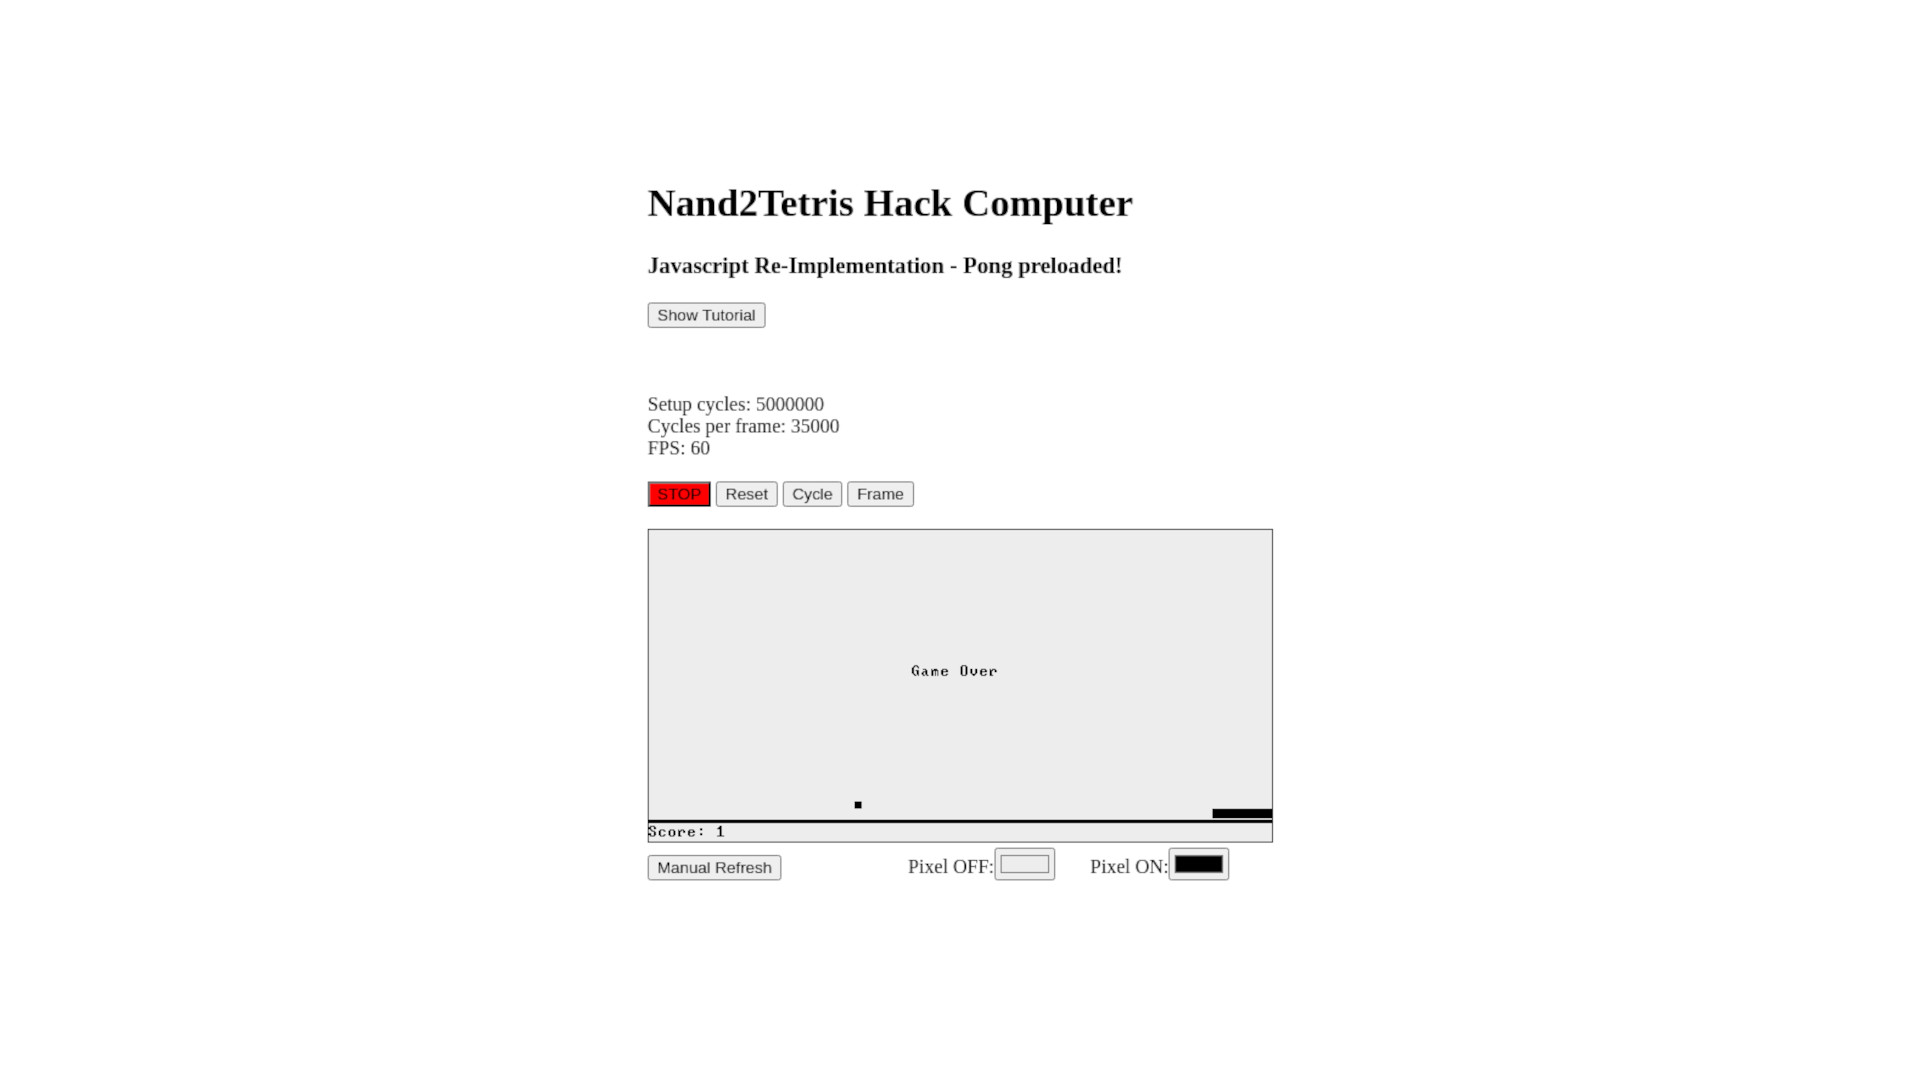 Nand2Tetris Hack Computer
Javascript Re-Implementation - Pong preloaded!
Show Tutorial
Setup cycles: 5000000
Cycles per frame: 35000
FPS: 60
STOP Reset Cycle Frame
Game Over
Score: 1
Manual Refresh Pixel OFF: Pixel ON: